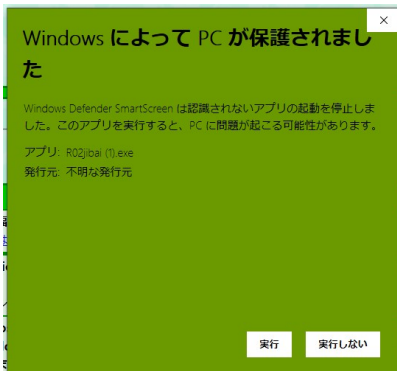 Windows によって PC が保護されまし
た
Windows Defender SmartScreen は認識されないアプリの起動を停止しま
した。このアプリを実行すると、PC に問題が起こる可能性があります。
アプリ: R02jibai (1).exe
発行元: 不明な発行元
実行 実行しない